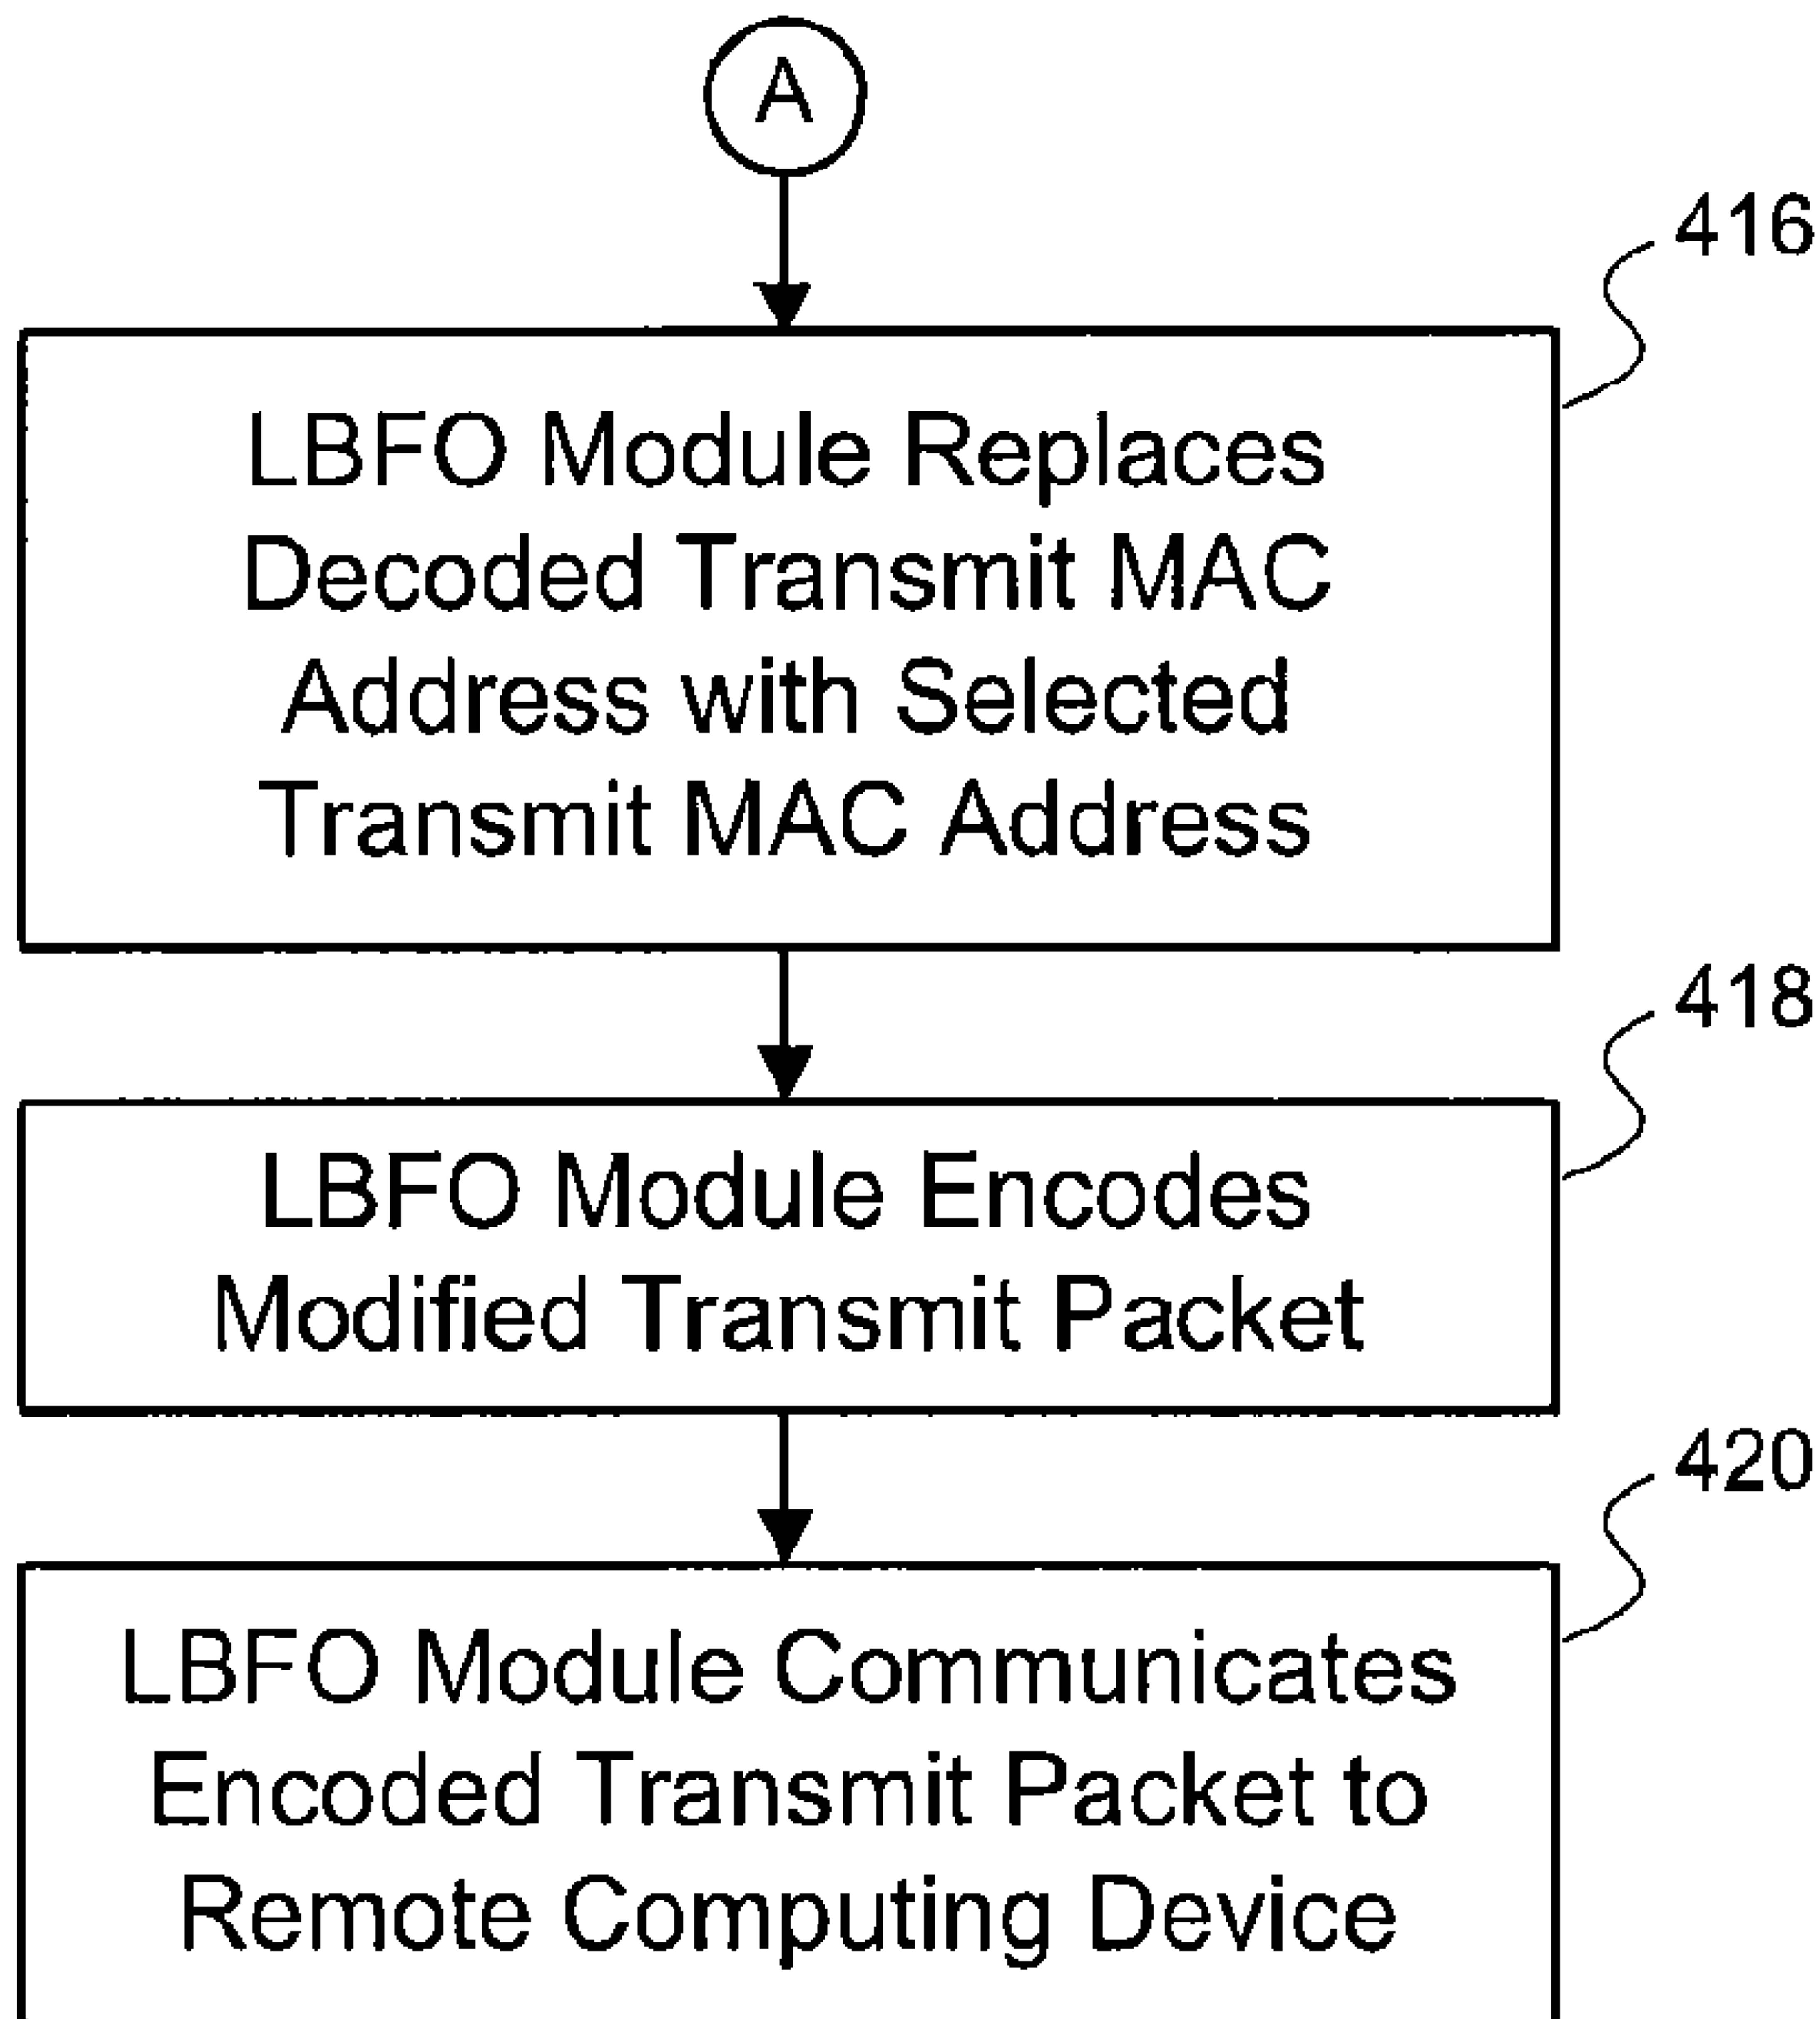 A
416
LBFO Module Replaces
Decoded Transmit MAC
Address with Selected
Transmit MAC Address
418
LBFO Module Encodes
Modified Transmit Packet
420
LBFO Module Communicates
Encoded Transmit Packet to
Remote Computing Device